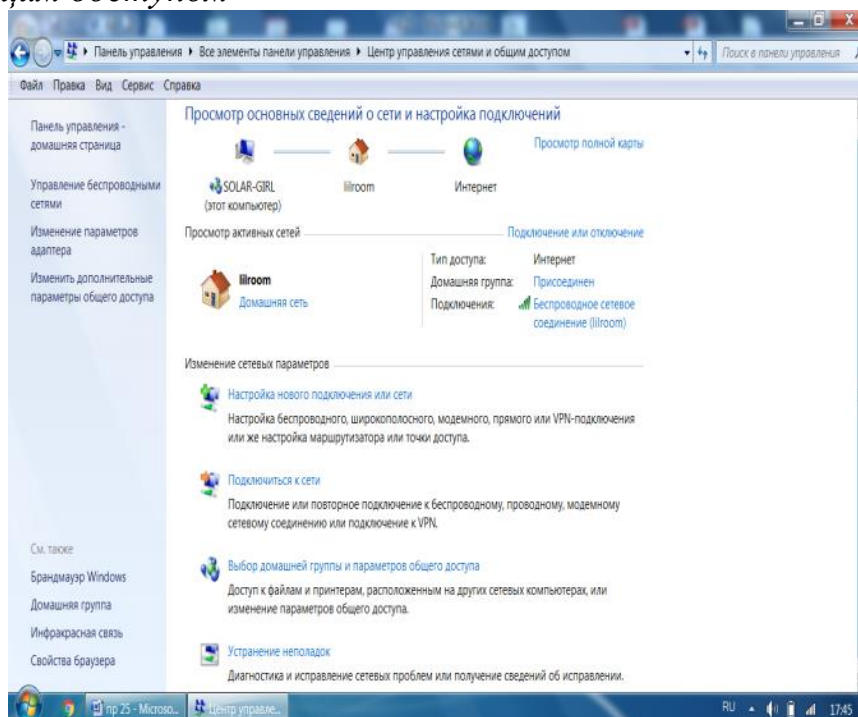 щим доступом
Панель управления ▸ Все элементы панели управления ▸ Центр управления сетями и общим доступом
Поиск в панели управления
Файл Правка Вид Сервис Справка
Панель управления -
домашняя страница
Управление беспроводными
сетями
Изменение параметров
адаптера
Изменить дополнительные
параметры общего доступа
См. также
Брандмауэр Windows
Домашняя группа
Инфракрасная связь
Свойства браузера
Просмотр основных сведений о сети и настройка подключений
Просмотр полной карты
SOLAR-GIRL
(этот компьютер)
lilroom
Интернет
Просмотр активных сетей
Подключение или отключение
lilroom
Домашняя сеть
Тип доступа: Интернет
Домашняя группа: Присоединен
Подключения: Беспроводное сетевое
соединение (lilroom)
Изменение сетевых параметров
Настройка нового подключения или сети
Настройка беспроводного, широкополосного, модемного, прямого или VPN-подключения
или же настройка маршрутизатора или точки доступа.
Подключиться к сети
Подключение или повторное подключение к беспроводному, проводному, модемному
сетевому соединению или подключение к VPN.
Выбор домашней группы и параметров общего доступа
Доступ к файлам и принтерам, расположенным на других сетевых компьютерах, или
изменение параметров общего доступа.
Устранение неполадок
Диагностика и исправление сетевых проблем или получение сведений об исправлении.
пр 25 - Microso...
Центр управле...
RU
17:45